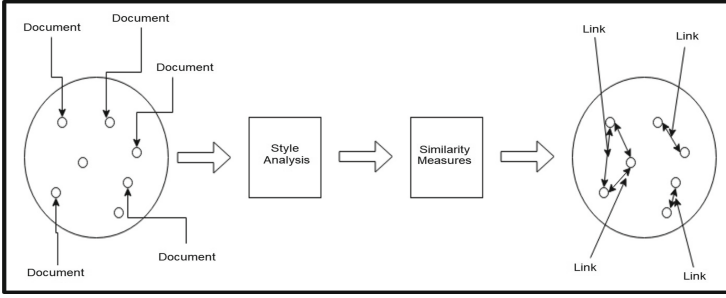 Document
Document
Document
Document
Document
Style
Analysis
Similarity
Measures
Link
Link
Link
Link